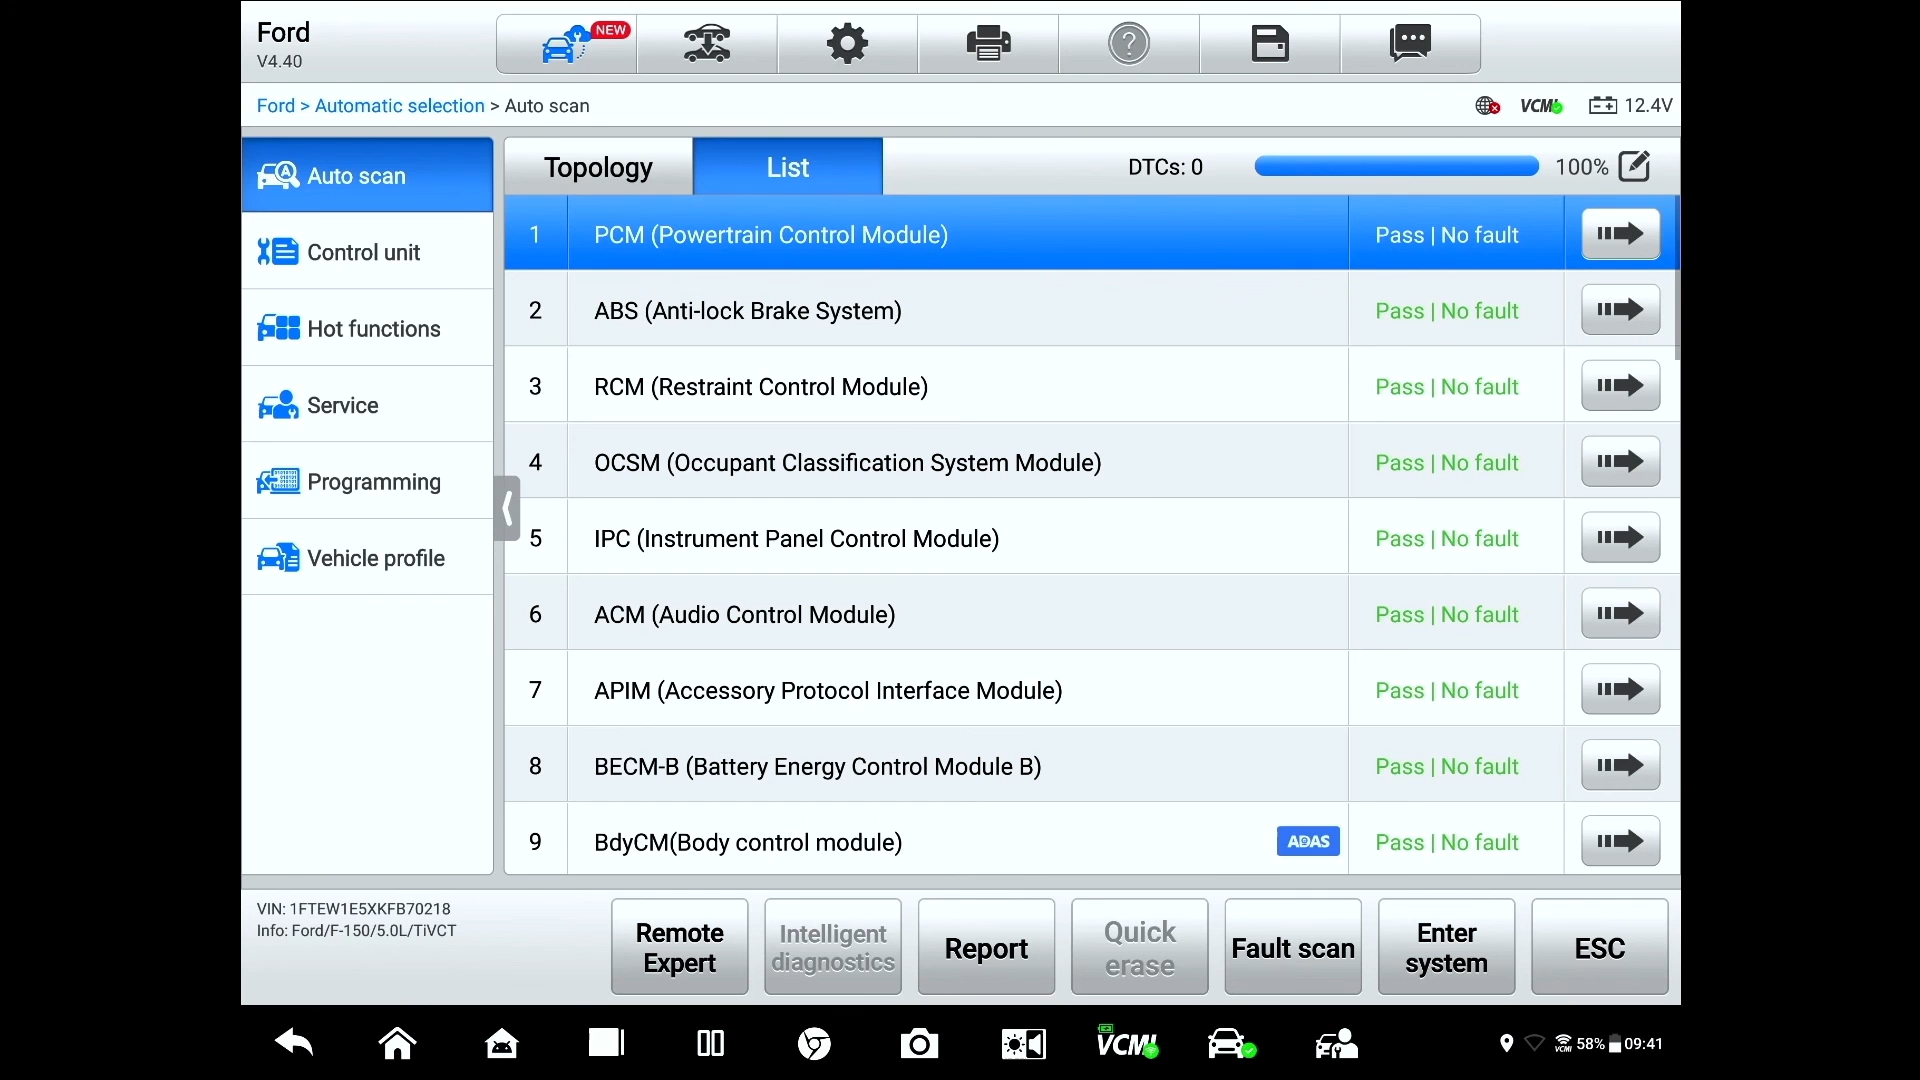 Ford
V4.40
NEW
Ford > Automatic selection > Auto scan
VCMI
12.4V
Auto scan
Control unit
Hot functions
Service
Programming
Vehicle profile
Topology
List
DTCs: 0
100%
1 PCM (Powertrain Control Module) Pass | No fault
2 ABS (Anti-lock Brake System) Pass | No fault
3 RCM (Restraint Control Module) Pass | No fault
4 OCSM (Occupant Classification System Module) Pass | No fault
5 IPC (Instrument Panel Control Module) Pass | No fault
6 ACM (Audio Control Module) Pass | No fault
7 APIM (Accessory Protocol Interface Module) Pass | No fault
8 BECM-B (Battery Energy Control Module B) Pass | No fault
9 BdyCM(Body control module) ADAS Pass | No fault
VIN: 1FTEW1E5XKFB70218
Info: Ford/F-150/5.0L/TiVCT
Remote
Expert
Intelligent
diagnostics
Report
Quick
erase
Fault scan
Enter
system
ESC
VCMI
VCMI
58%
09:41